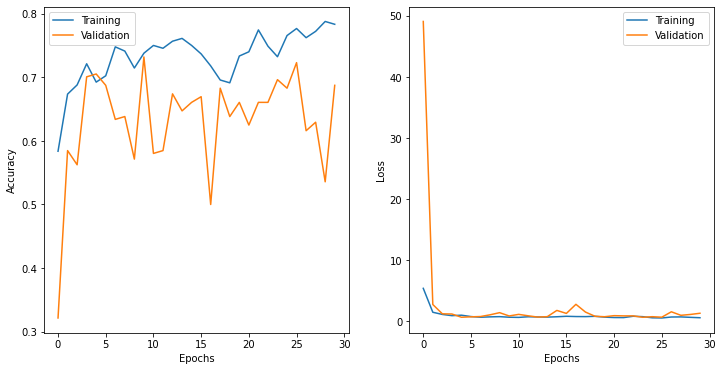 Training
Validation
Accuracy
0.8
0.7
0.6
0.5
0.4
0.3
0 5 10 15 20 25 30
Epochs
Training
Validation
Loss
50
40
30
20
10
0
0 5 10 15 20 25 30
Epochs